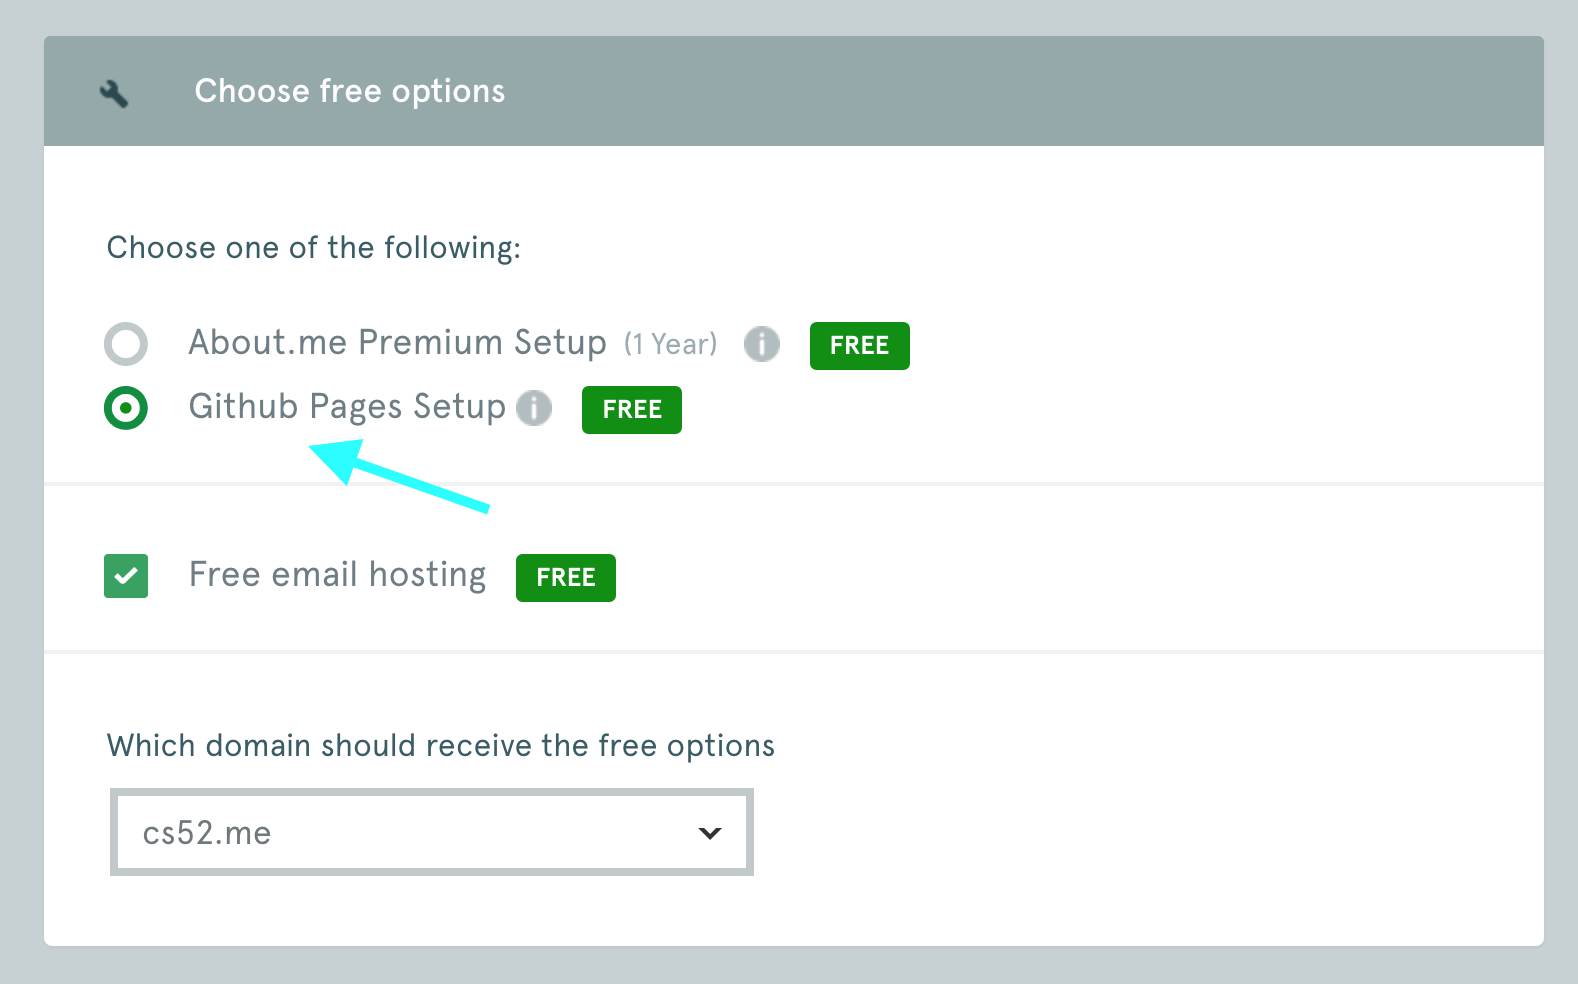 Choose free options
Choose one of the following:
About.me Premium Setup (1 Year) i FREE
Github Pages Setup i FREE
Free email hosting FREE
Which domain should receive the free options
cs52.me